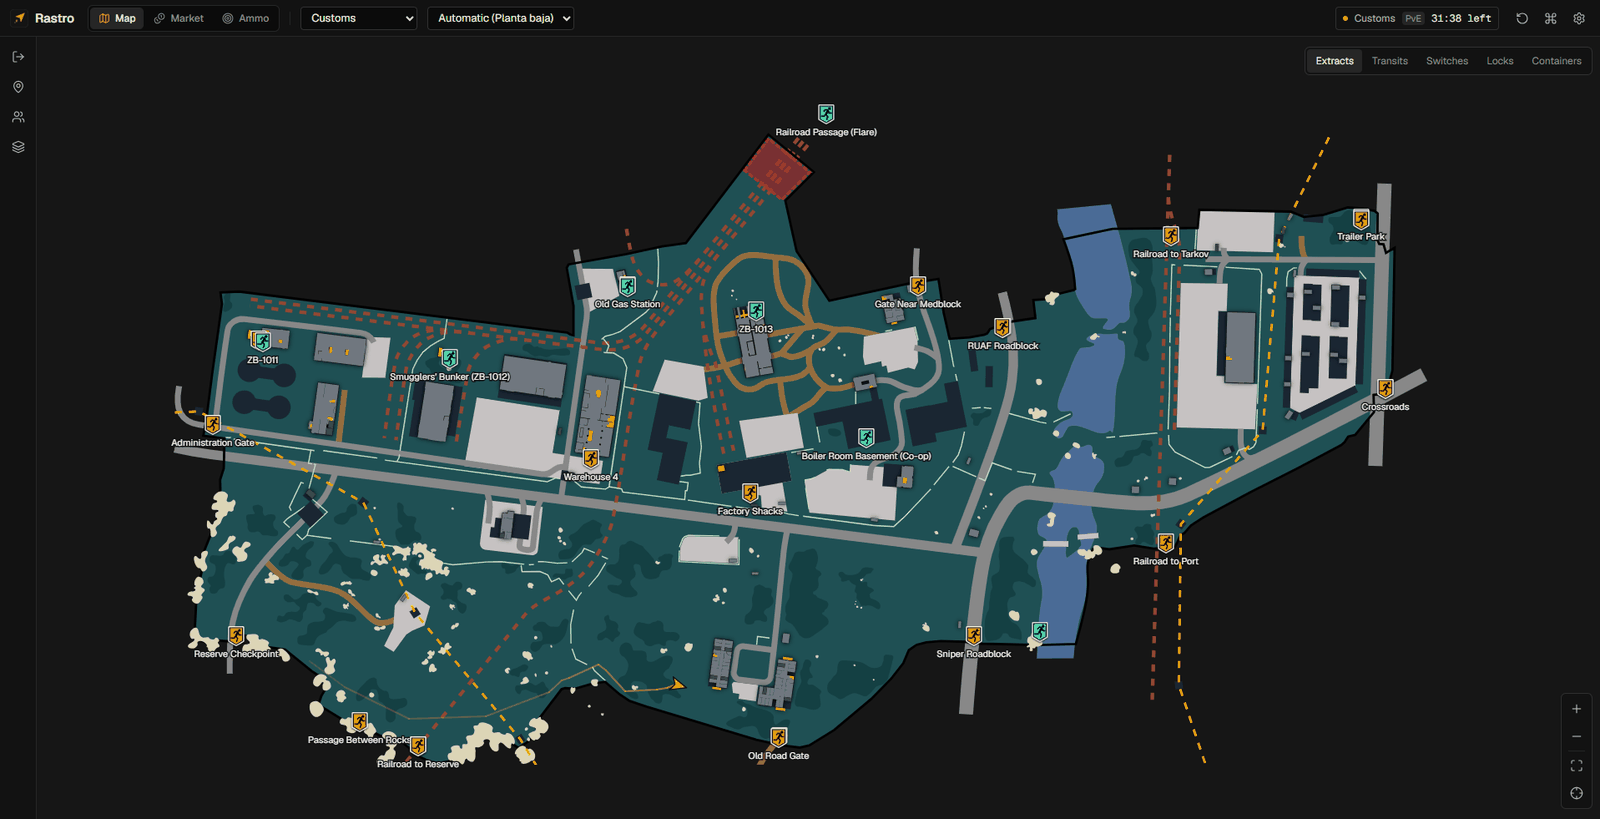 Rastro
Map
Market
Ammo
Customs
Automatic (Planta baja)
Customs PvE 31:38 left
Extracts
Transits
Switches
Locks
Containers
Railroad Passage (Flare)
Trailer Park
Railroad to Tarkov
Old Gas Station
Gate Near Medblock
ZB-1013
RUAF Roadblock
ZB-1011
Smugglers' Bunker (ZB-1012)
Crossroads
Administration Gate
Boiler Room Basement (Co-op)
Warehouse 4
Factory Shacks
Railroad to Port
Reserve Checkpoint
Sniper Roadblock
Passage Between Rocks
Old Road Gate
Railroad to Reserve